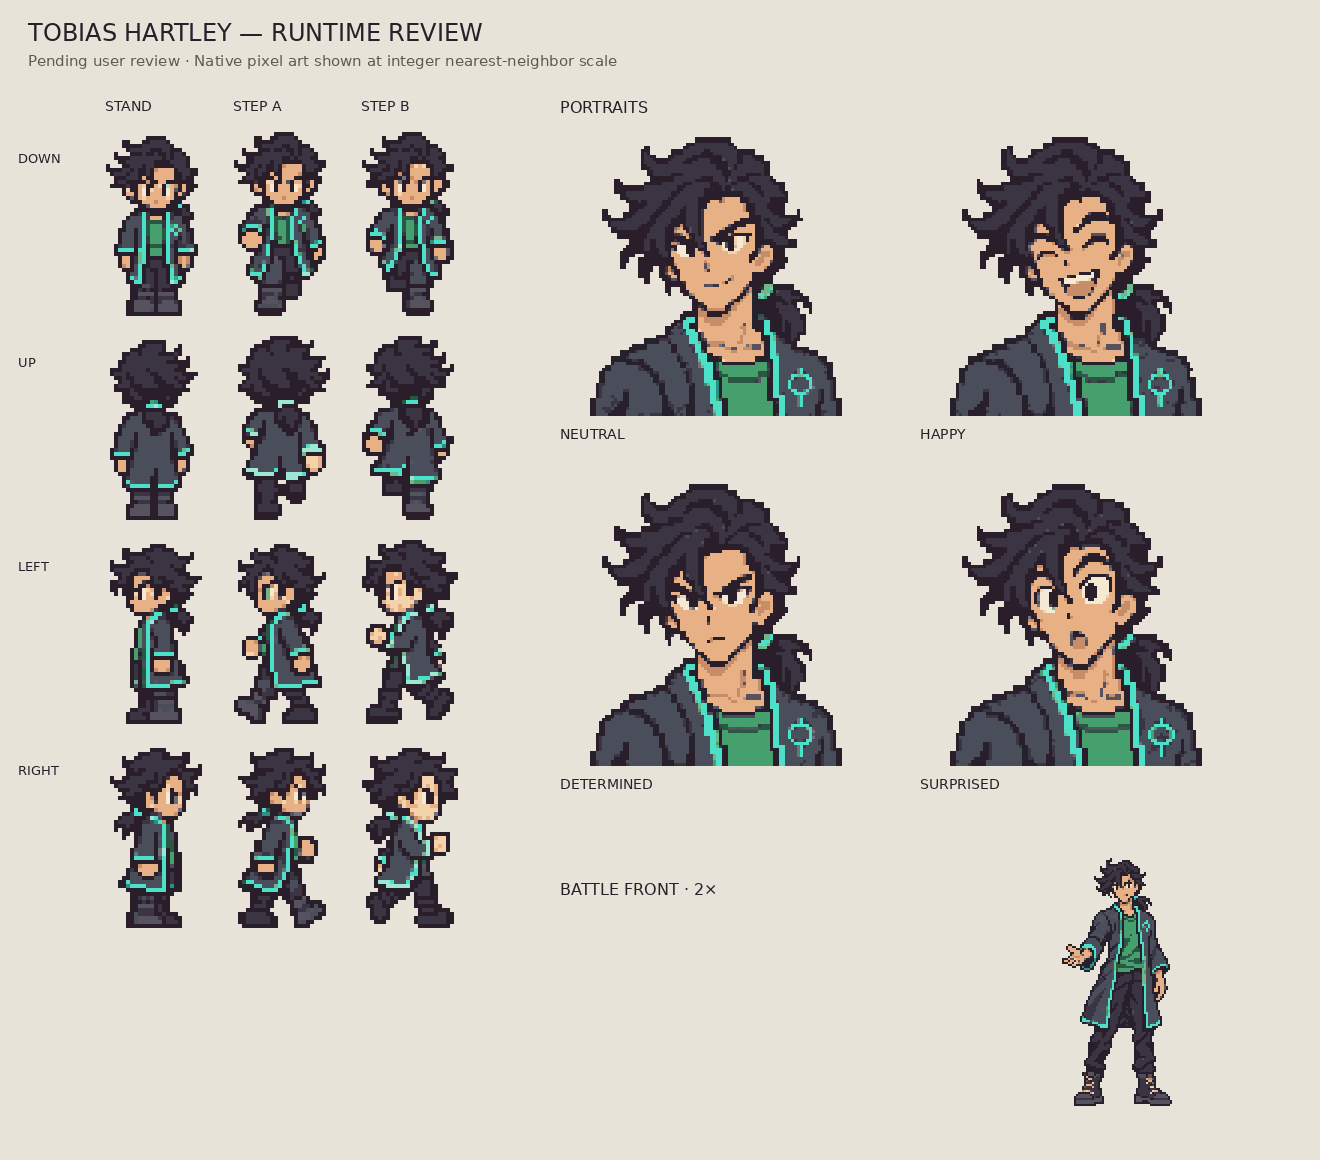 TOBIAS HARTLEY — RUNTIME REVIEW
Pending user review · Native pixel art shown at integer nearest-neighbor scale
STAND STEP A STEP B
PORTRAITS
DOWN
UP
NEUTRAL HAPPY
LEFT
RIGHT
DETERMINED SURPRISED
BATTLE FRONT · 2×